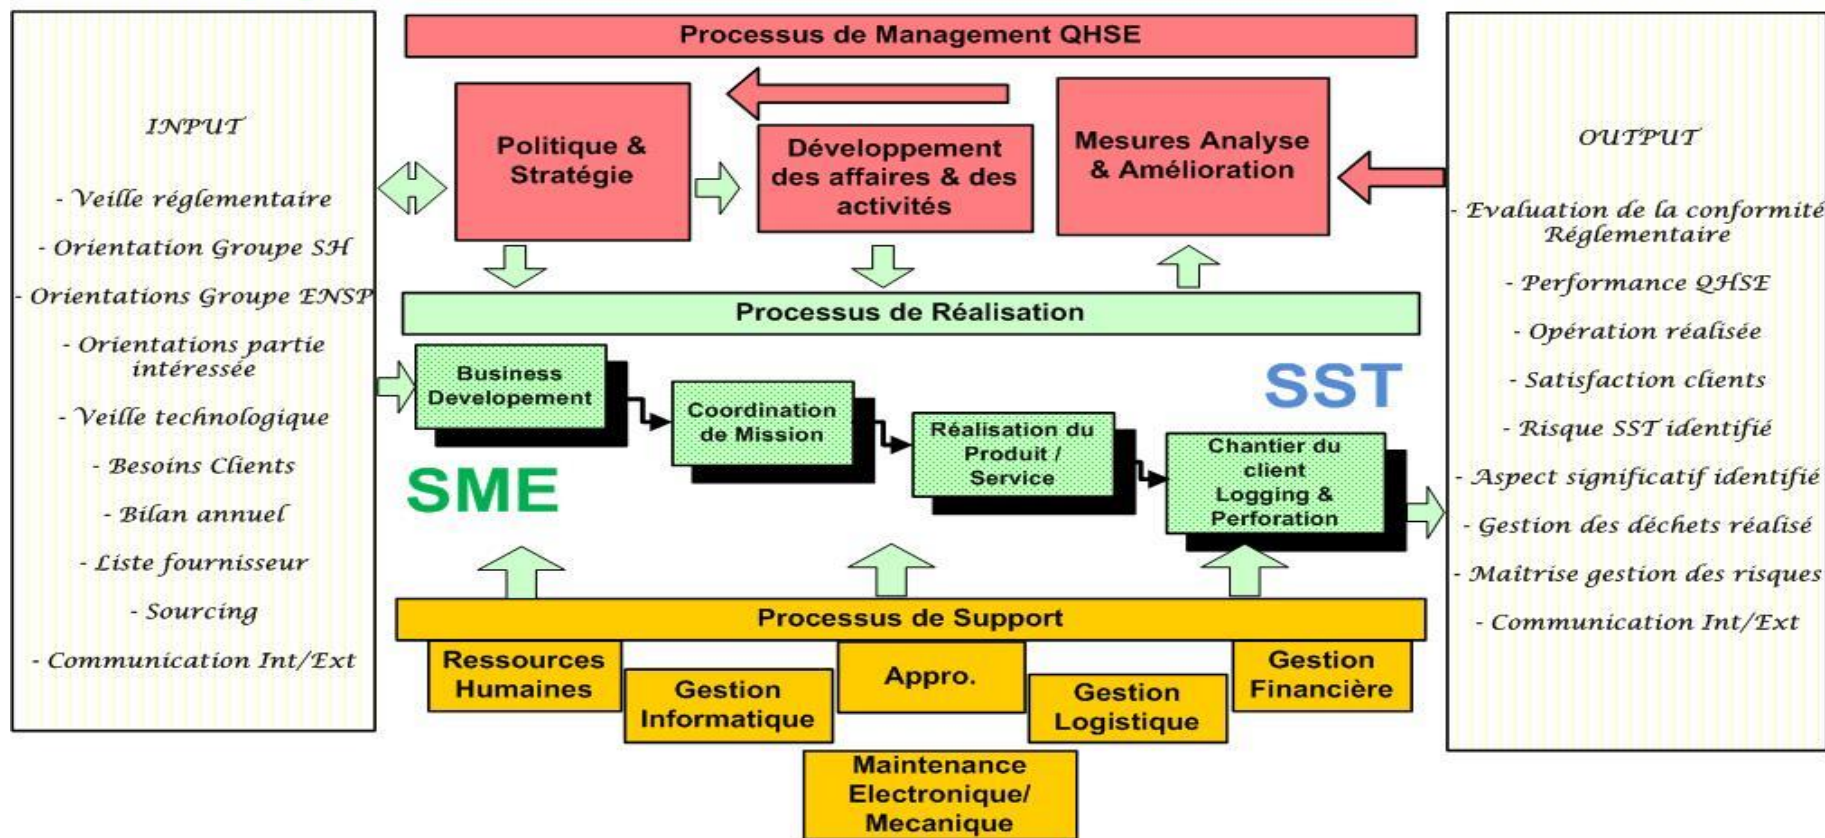 INPUT
- Veille réglementaire
- Orientation Groupe SH
- Orientations Groupe ENSP
- Orientations partie
intéressée
- Veille technologique
- Besoins Clients
- Bilan annuel
- Liste fournisseur
- Sourcing
- Communication Int/Ext
Processus de Management QHSE
Politique &
Stratégie
Développement
des affaires & des
activités
Mesures Analyse
& Amélioration
Processus de Réalisation
Business
Developement
Coordination
de Mission
Réalisation du
Produit /
Service
Chantier du
client
Logging &
Perforation
SME
SST
Processus de Support
Ressources
Humaines
Gestion
Informatique
Appro.
Gestion
Logistique
Gestion
Financière
Maintenance
Electronique/
Mecanique
OUTPUT
- Evaluation de la conformité
Réglementaire
- Performance QHSE
- Opération réalisée
- Satisfaction clients
- Risque SST identifié
- Aspect significatif identifié
- Gestion des déchets réalisé
- Maîtrise gestion des risques
- Communication Int/Ext